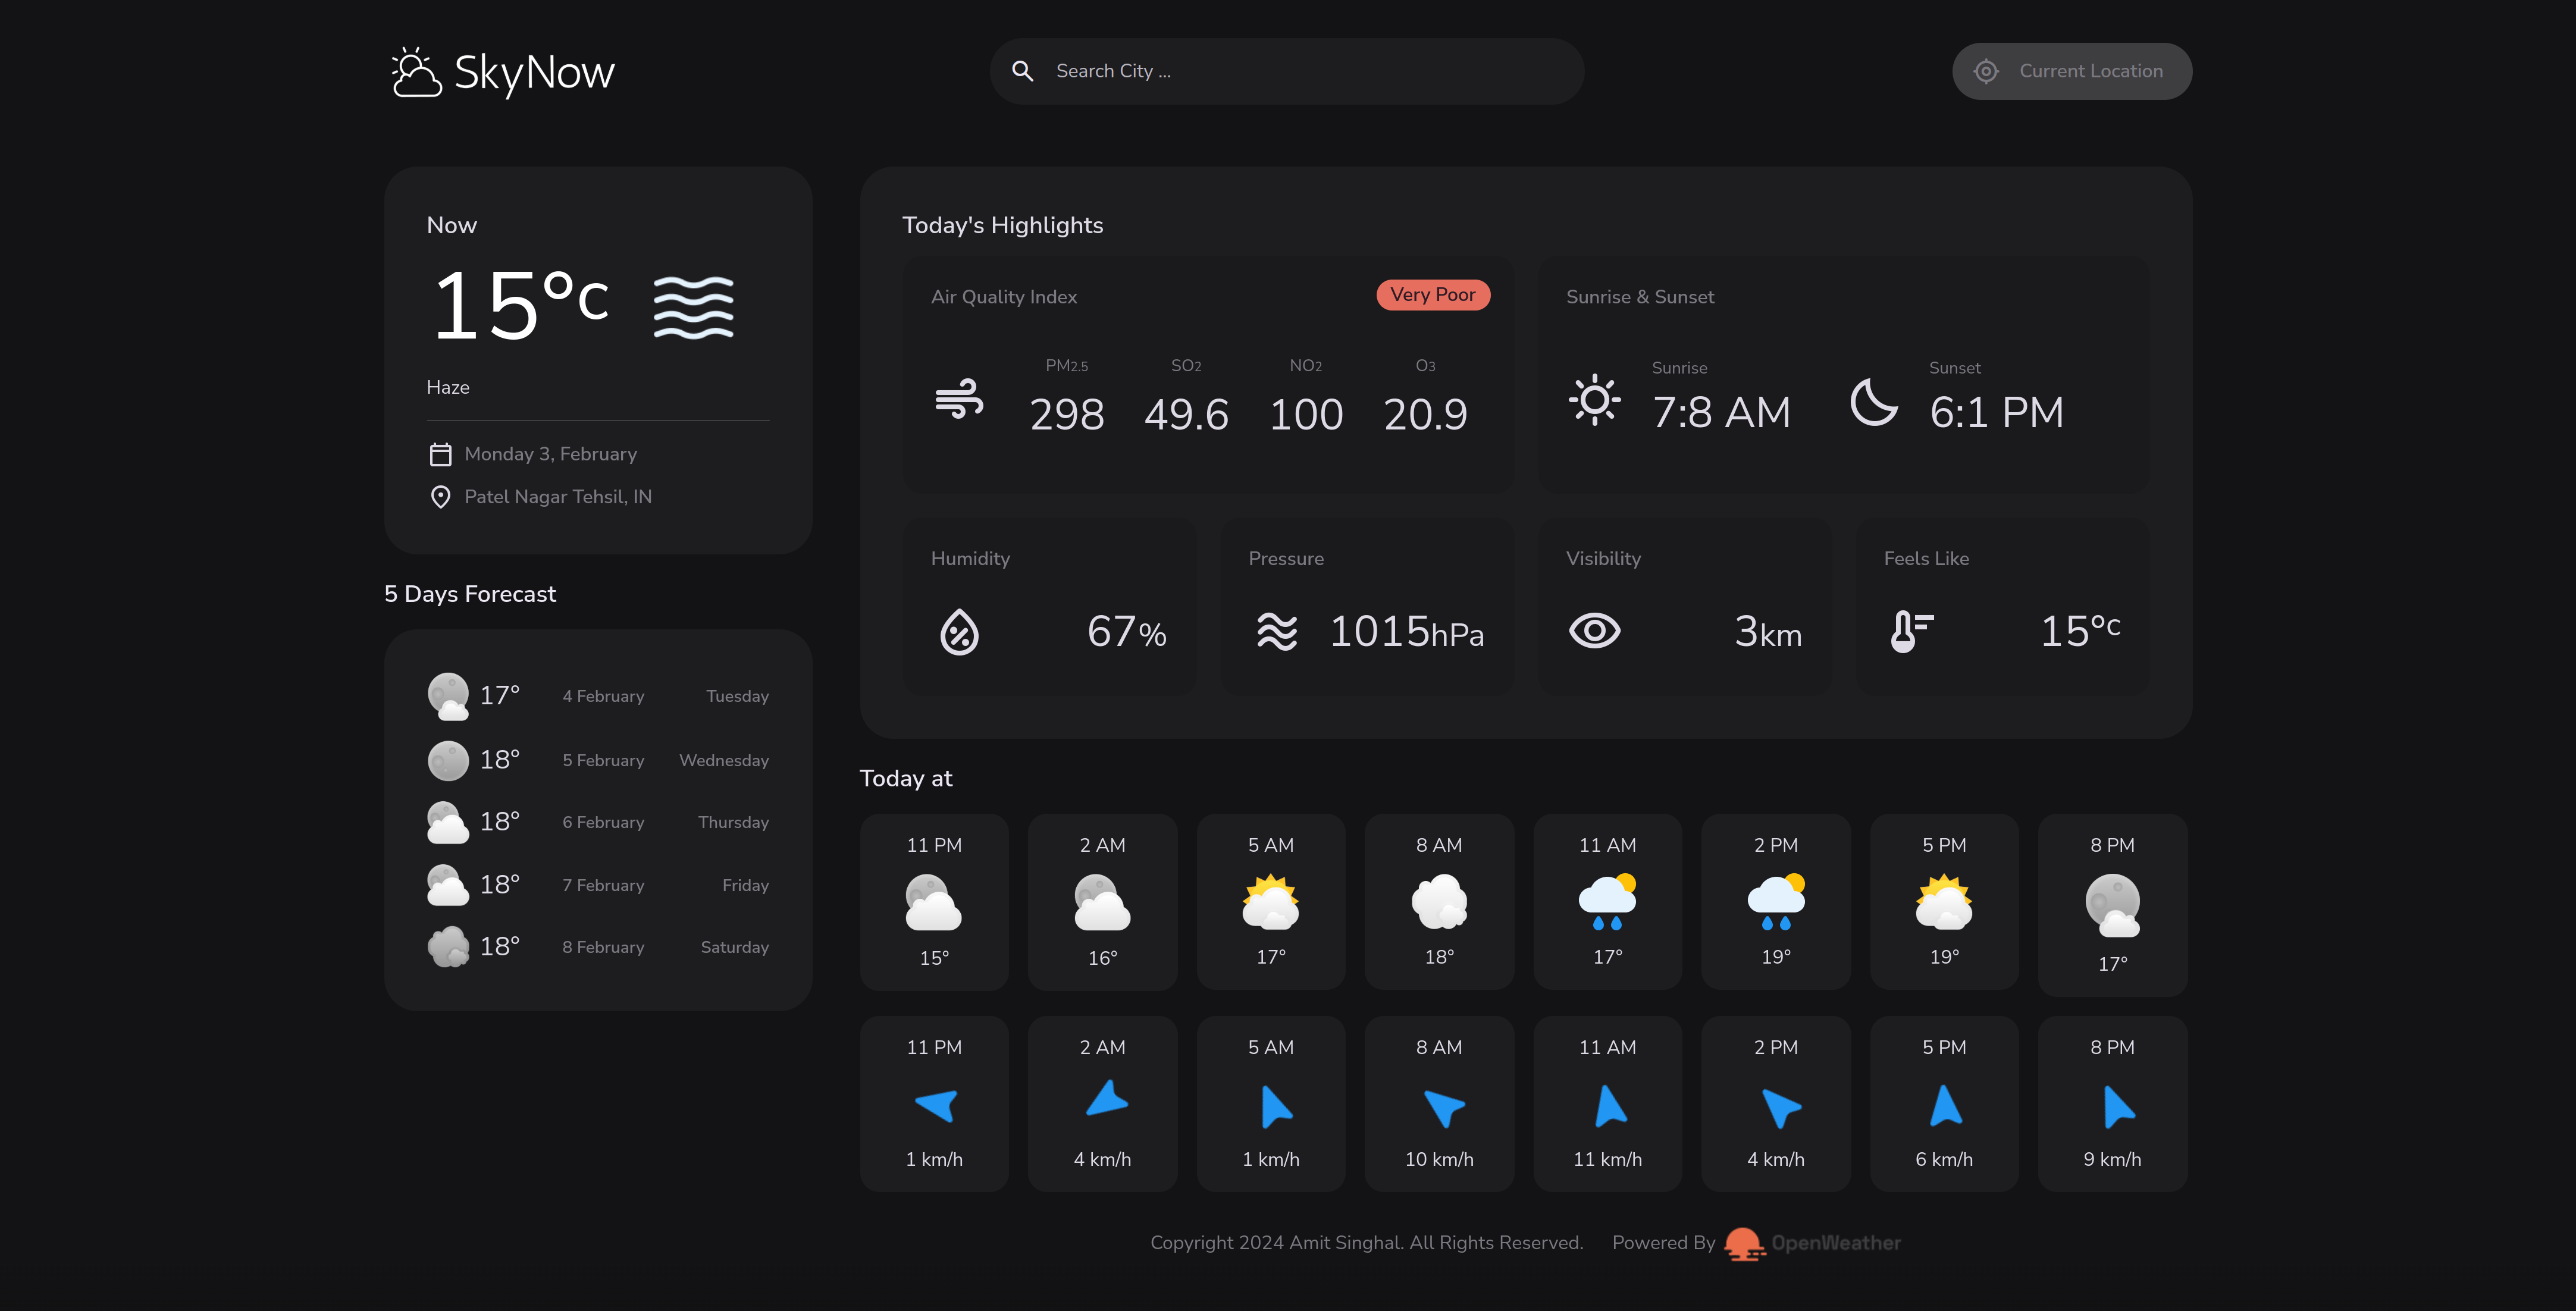 SkyNow
Search City ...
Current Location
Now
15°c
Haze
Monday 3, February
Patel Nagar Tehsil, IN
5 Days Forecast
17° 4 February Tuesday
18° 5 February Wednesday
18° 6 February Thursday
18° 7 February Friday
18° 8 February Saturday
Today's Highlights
Air Quality Index Very Poor
PM2.5 SO2 NO2 O3
298 49.6 100 20.9
Sunrise & Sunset
Sunrise Sunset
7:8 AM 6:1 PM
Humidity
67%
Pressure
1015hPa
Visibility
3km
Feels Like
15°c
Today at
11 PM 2 AM 5 AM 8 AM 11 AM 2 PM 5 PM 8 PM
15° 16° 17° 18° 17° 19° 19° 17°
11 PM 2 AM 5 AM 8 AM 11 AM 2 PM 5 PM 8 PM
1 km/h 4 km/h 1 km/h 10 km/h 11 km/h 4 km/h 6 km/h 9 km/h
Copyright 2024 Amit Singhal. All Rights Reserved. Powered By OpenWeather